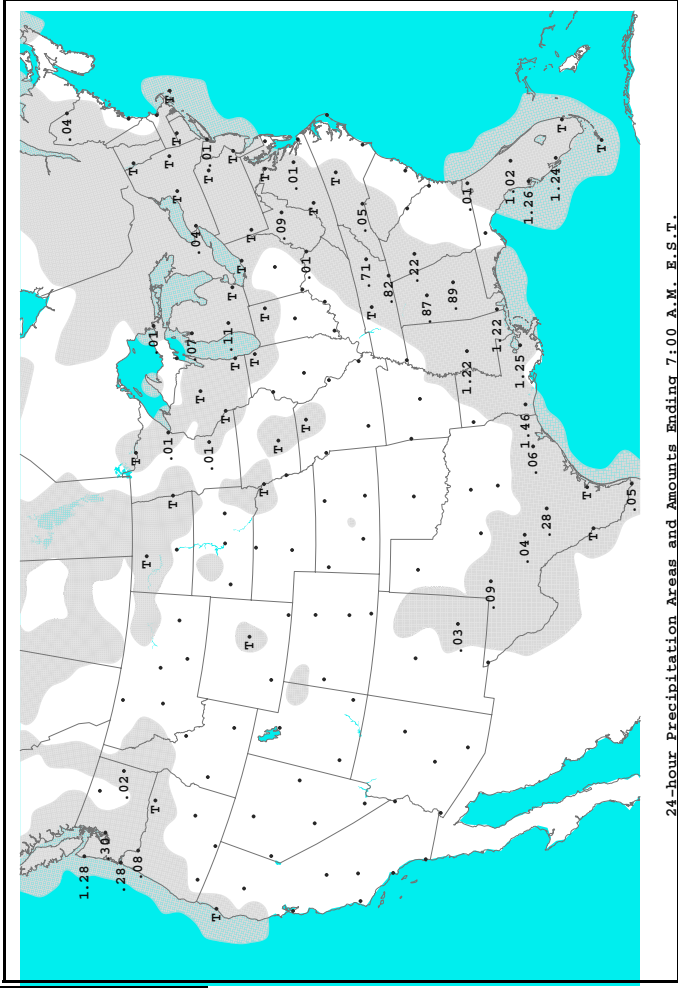 .04
1.28
.30
.28
.02
T
T
.08
T
.01
T
.01
T
T
T
T
T
.07
.04
T
.01
.01
T
T
T
.11
T
T
T
T
T
T
T
T
T
T
T
.09
.01
T
.01
T
T
.05
.71
T
.82
.22
.87
.89
.03
1.22
.01
.09
1.22
1.02
1.25
.04
1.46
1.26
.06
.28
1.24
T
T
T
T
.05
24-hour Precipitation Areas and Amounts Ending 7:00 A.M. E.S.T.